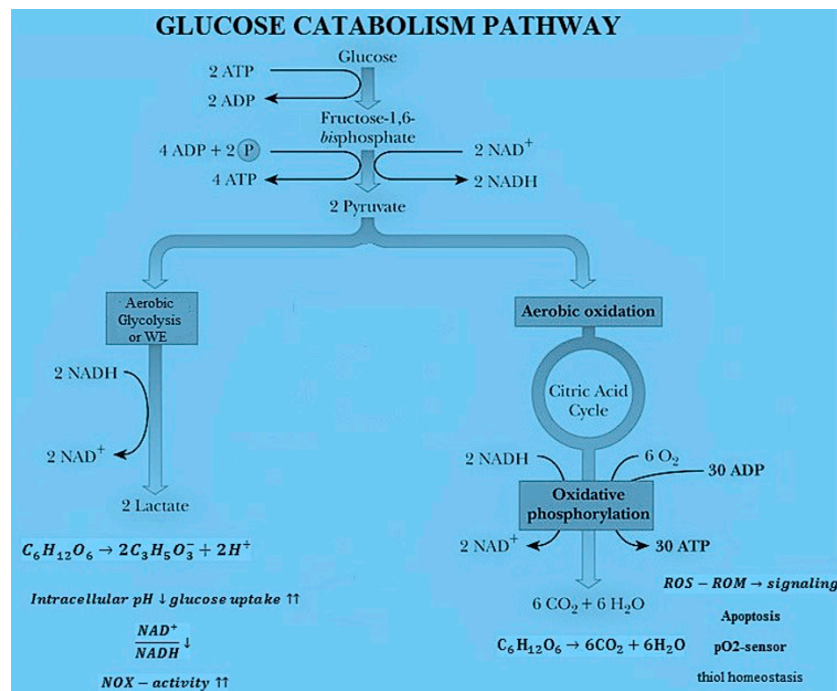 GLUCOSE CATABOLISM PATHWAY
Glucose
2 ATP
2 ADP
Fructose-1,6-
bisphosphate
4 ADP + 2 P
4 ATP
2 NAD⁺
2 NADH
2 Pyruvate
Aerobic
Glycolysis
or WE
2 NADH
2 NAD⁺
2 Lactate
C₆H₁₂O₆ → 2C₃H₅O₃⁻ + 2H⁺
Intracellular pH ↓ glucose uptake ⇈
NAD⁺
NADH ↓
NOX − activity ⇈
Aerobic oxidation
Citric Acid
Cycle
2 NADH
6 O₂
30 ADP
Oxidative
phosphorylation
2 NAD⁺
30 ATP
6 CO₂ + 6 H₂O
C₆H₁₂O₆ → 6CO₂ + 6H₂O
ROS − ROM → signaling
Apoptosis
pO2-sensor
thiol homeostasis